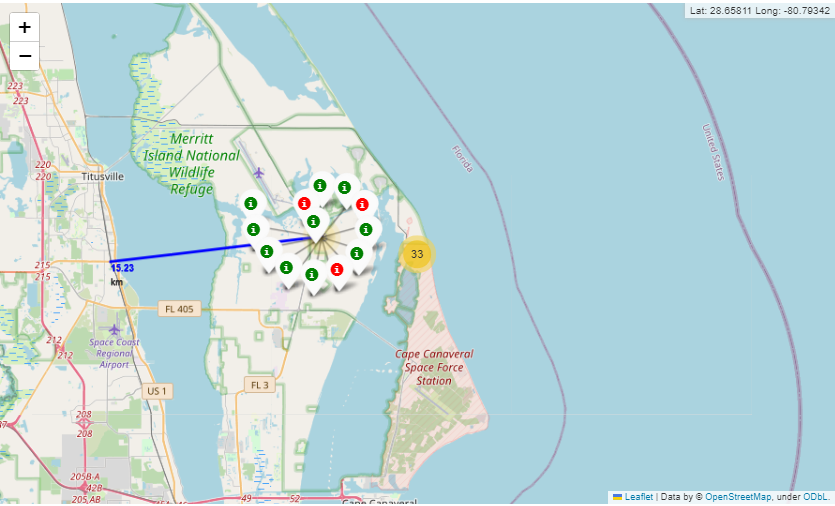 Lat: 28.65811 Long: -80.79342
+
−
223
223
Florida
United States
Merritt
Island National
Wildlife
Refuge
220
220
Titusville
33
215
215
15.23
km
FL 405
Space Coast
Regional
Airport
212
212
Cape Canaveral
Space Force
Station
US 1
FL 3
208
208
205B-A
42B
205 AB
49
52
Cape Canaveral
Leaflet | Data by © OpenStreetMap, under ODbL.